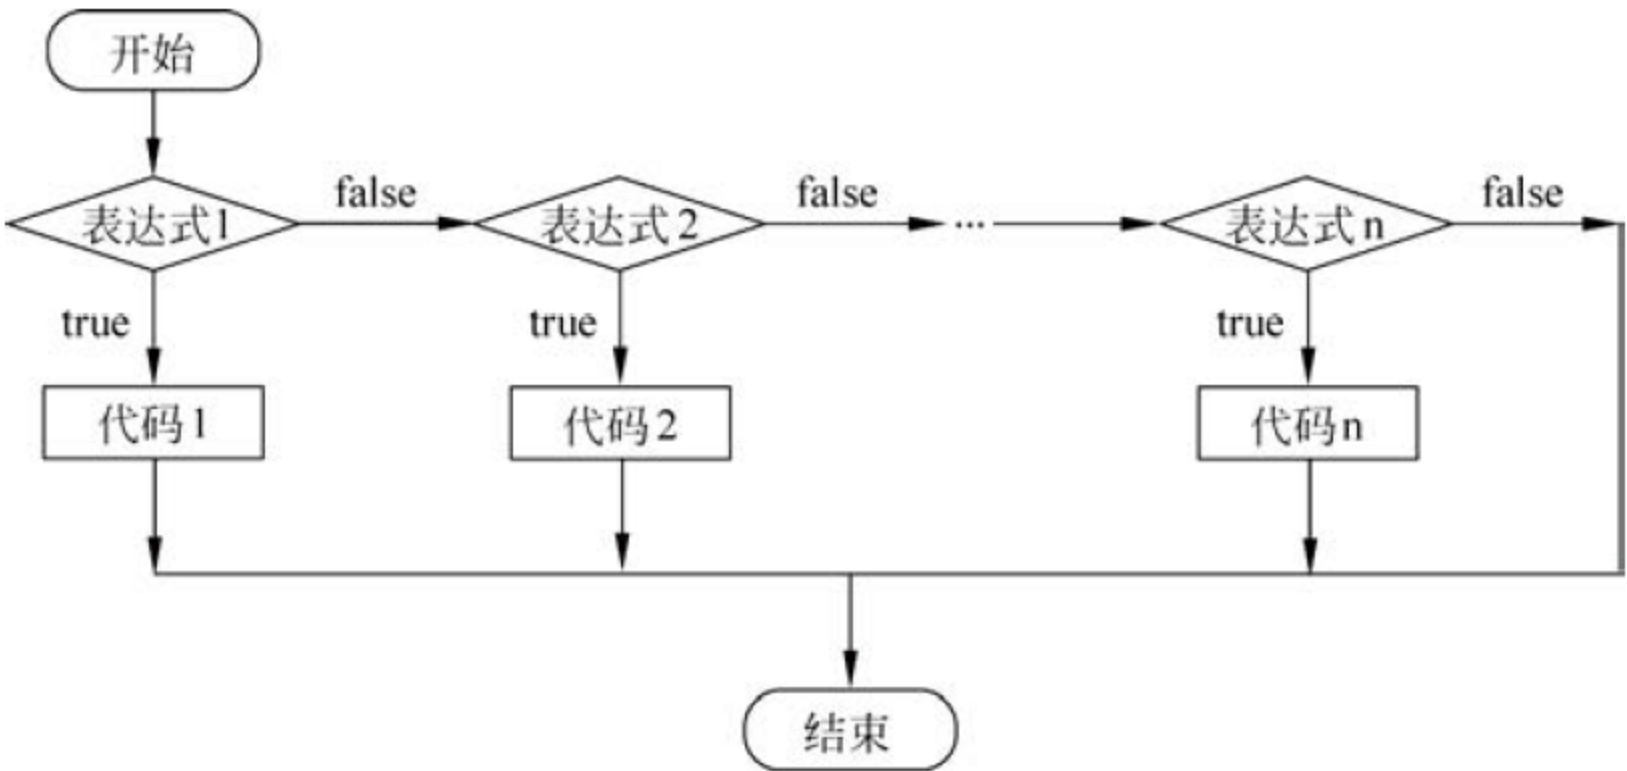 开始
表达式1
false
表达式2
false
...
表达式n
false
true
true
true
代码1
代码2
代码n
结束